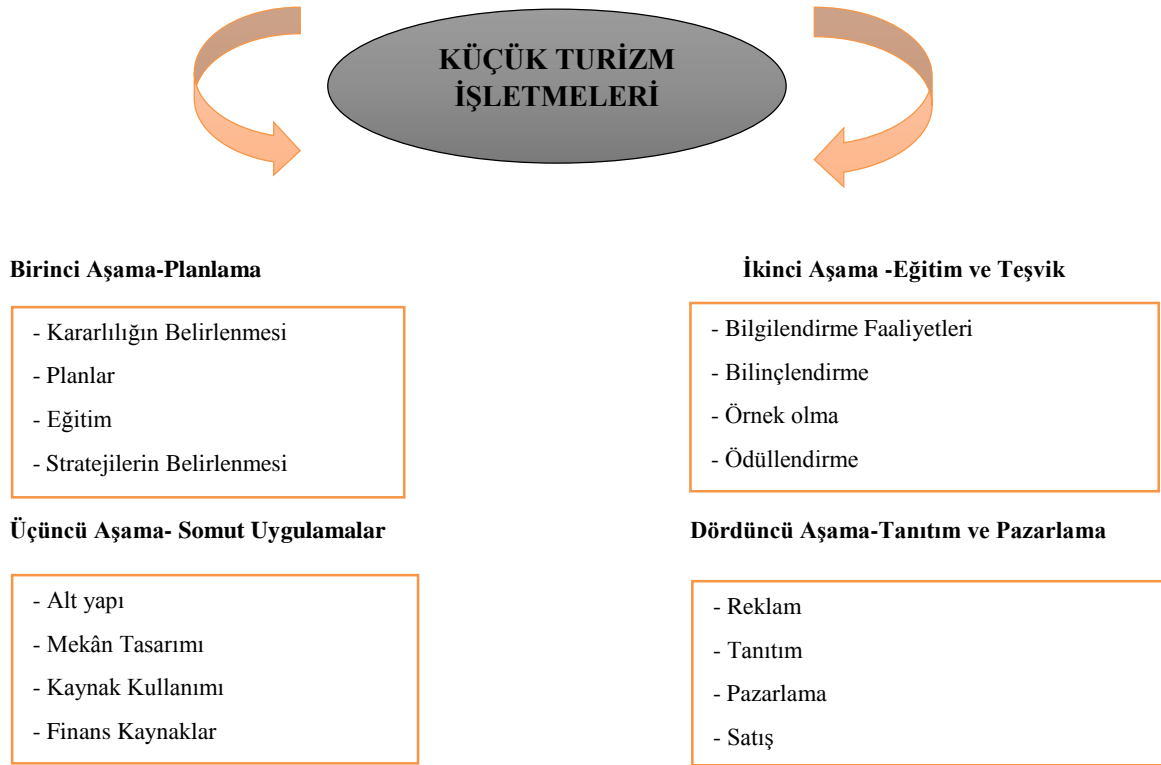 KÜÇÜK TURİZM
İŞLETMELERİ
Birinci Aşama-Planlama
- Kararlılığın Belirlenmesi
- Planlar
- Eğitim
- Stratejilerin Belirlenmesi
İkinci Aşama -Eğitim ve Teşvik
- Bilgilendirme Faaliyetleri
- Bilinçlendirme
- Örnek olma
- Ödüllendirme
Üçüncü Aşama- Somut Uygulamalar
- Alt yapı
- Mekân Tasarımı
- Kaynak Kullanımı
- Finans Kaynaklar
Dördüncü Aşama-Tanıtım ve Pazarlama
- Reklam
- Tanıtım
- Pazarlama
- Satış